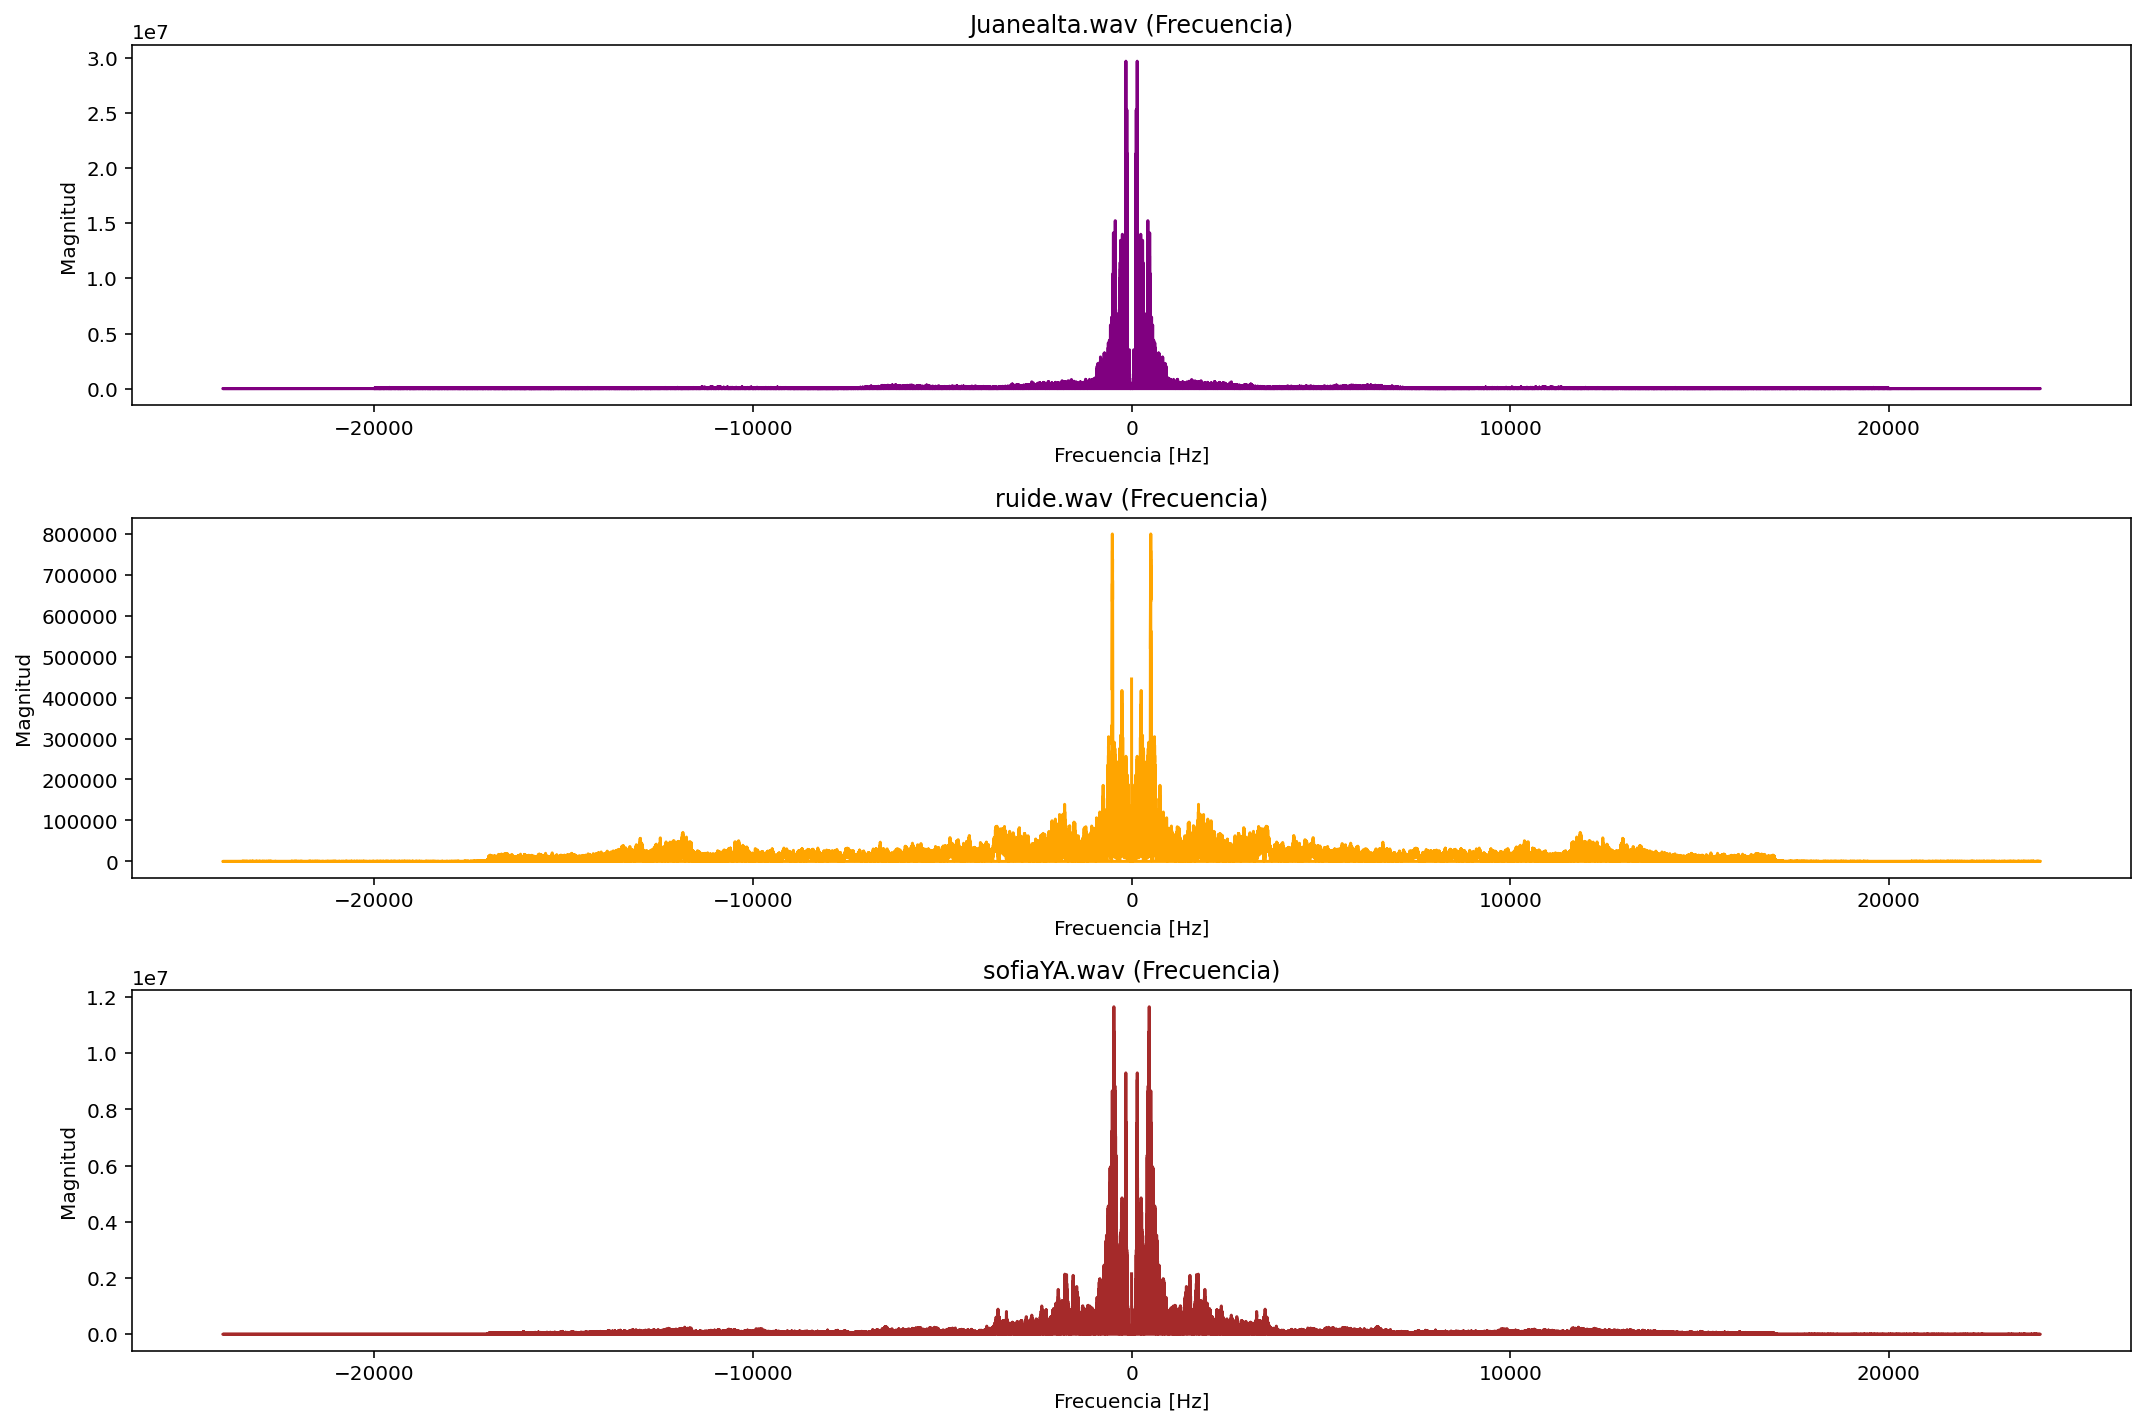 Juanealta.wav (Frecuencia)
1e7
3.0
2.5
2.0
1.5
1.0
0.5
0.0
Magnitud
−20000 −10000 0 10000 20000
Frecuencia [Hz]
ruide.wav (Frecuencia)
800000
700000
600000
500000
400000
300000
200000
100000
0
Magnitud
−20000 −10000 0 10000 20000
Frecuencia [Hz]
sofiaYA.wav (Frecuencia)
1e7
1.2
1.0
0.8
0.6
0.4
0.2
0.0
Magnitud
−20000 −10000 0 10000 20000
Frecuencia [Hz]